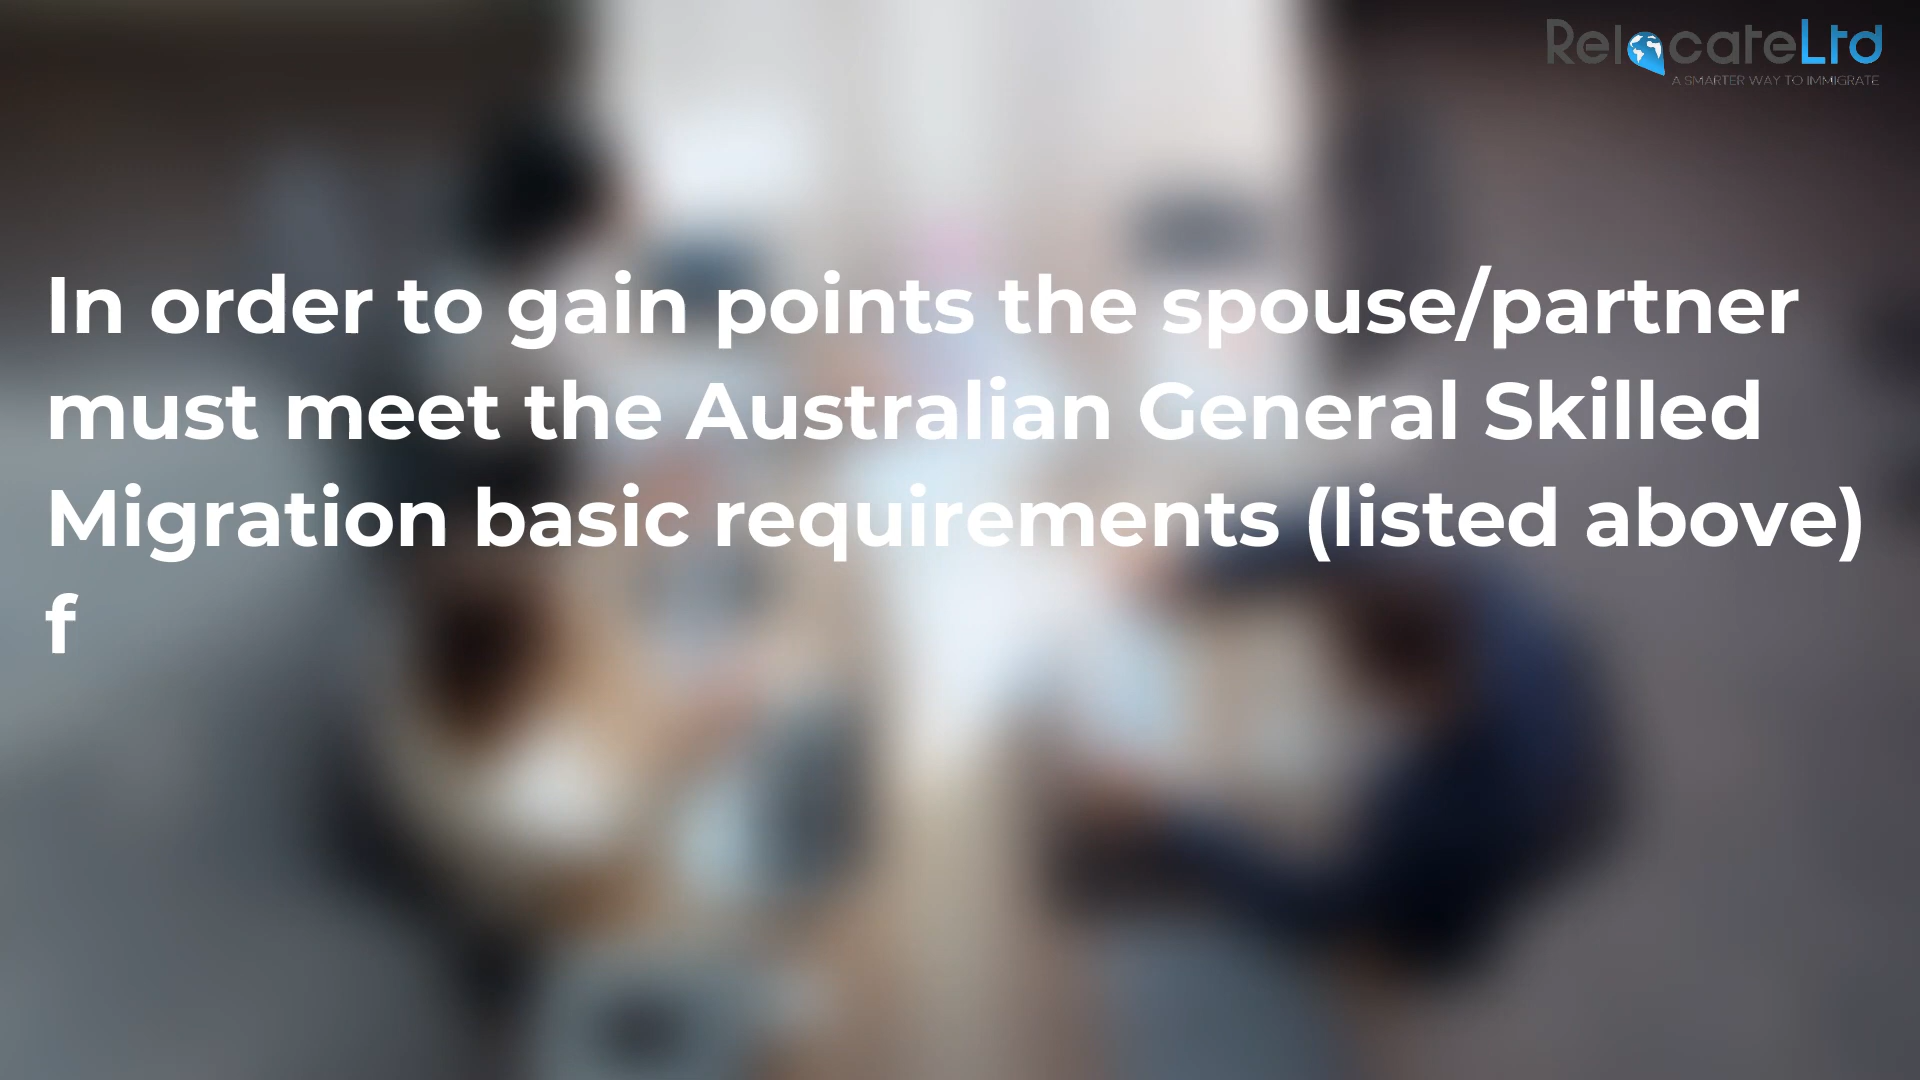 RelocateLtd
A SMARTER WAY TO IMMIGRATE
In order to gain points the spouse/partner
must meet the Australian General Skilled
Migration basic requirements (listed above)
f